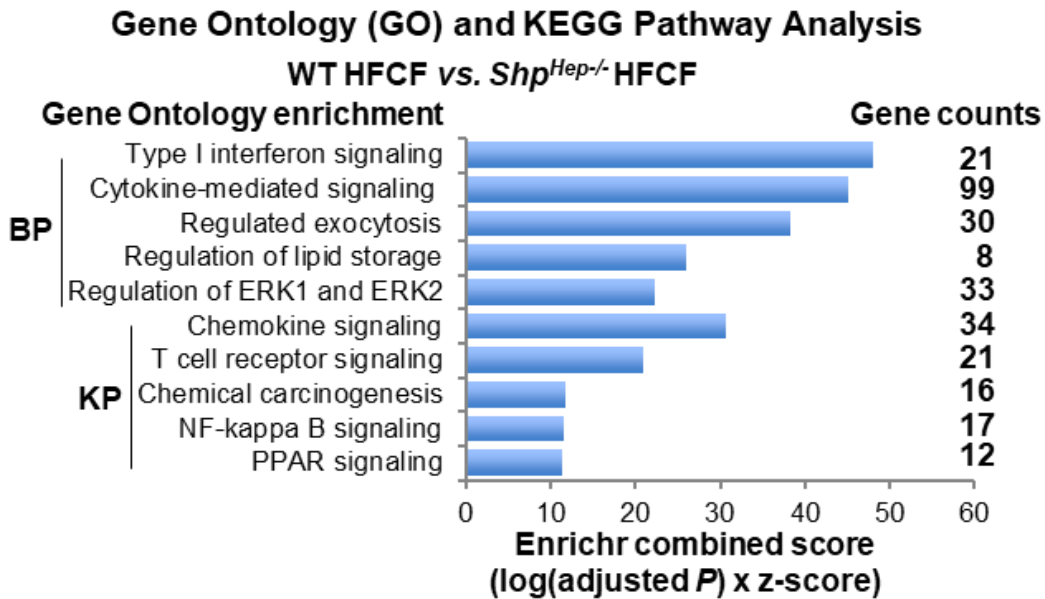 Gene Ontology (GO) and KEGG Pathway Analysis
WT HFCF vs. Shp^Hep-/- HFCF
Gene Ontology enrichment Gene counts
Type I interferon signaling 21
Cytokine-mediated signaling 99
Regulated exocytosis 30
BP
Regulation of lipid storage 8
Regulation of ERK1 and ERK2 33
Chemokine signaling 34
T cell receptor signaling 21
KP
Chemical carcinogenesis 16
NF-kappa B signaling 17
PPAR signaling 12
0 10 20 30 40 50 60
Enrichr combined score
(log(adjusted P) x z-score)